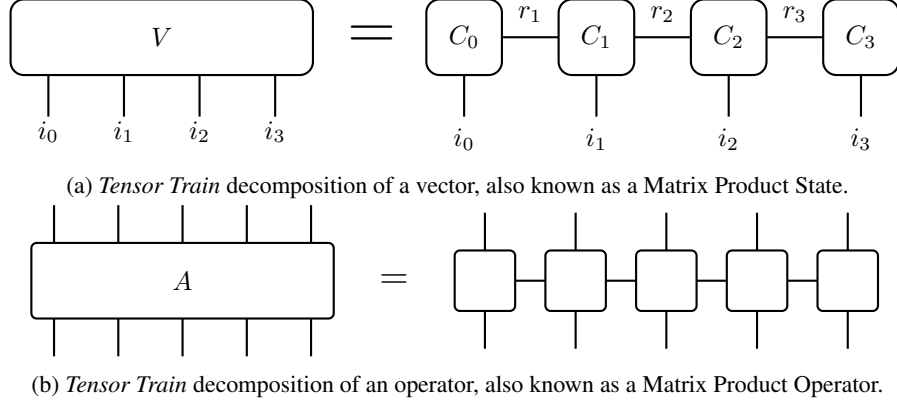 V = C₀ r₁ C₁ r₂ C₂ r₃ C₃
i₀ i₁ i₂ i₃ i₀ i₁ i₂ i₃
(a) Tensor Train decomposition of a vector, also known as a Matrix Product State.
A =
(b) Tensor Train decomposition of an operator, also known as a Matrix Product Operator.